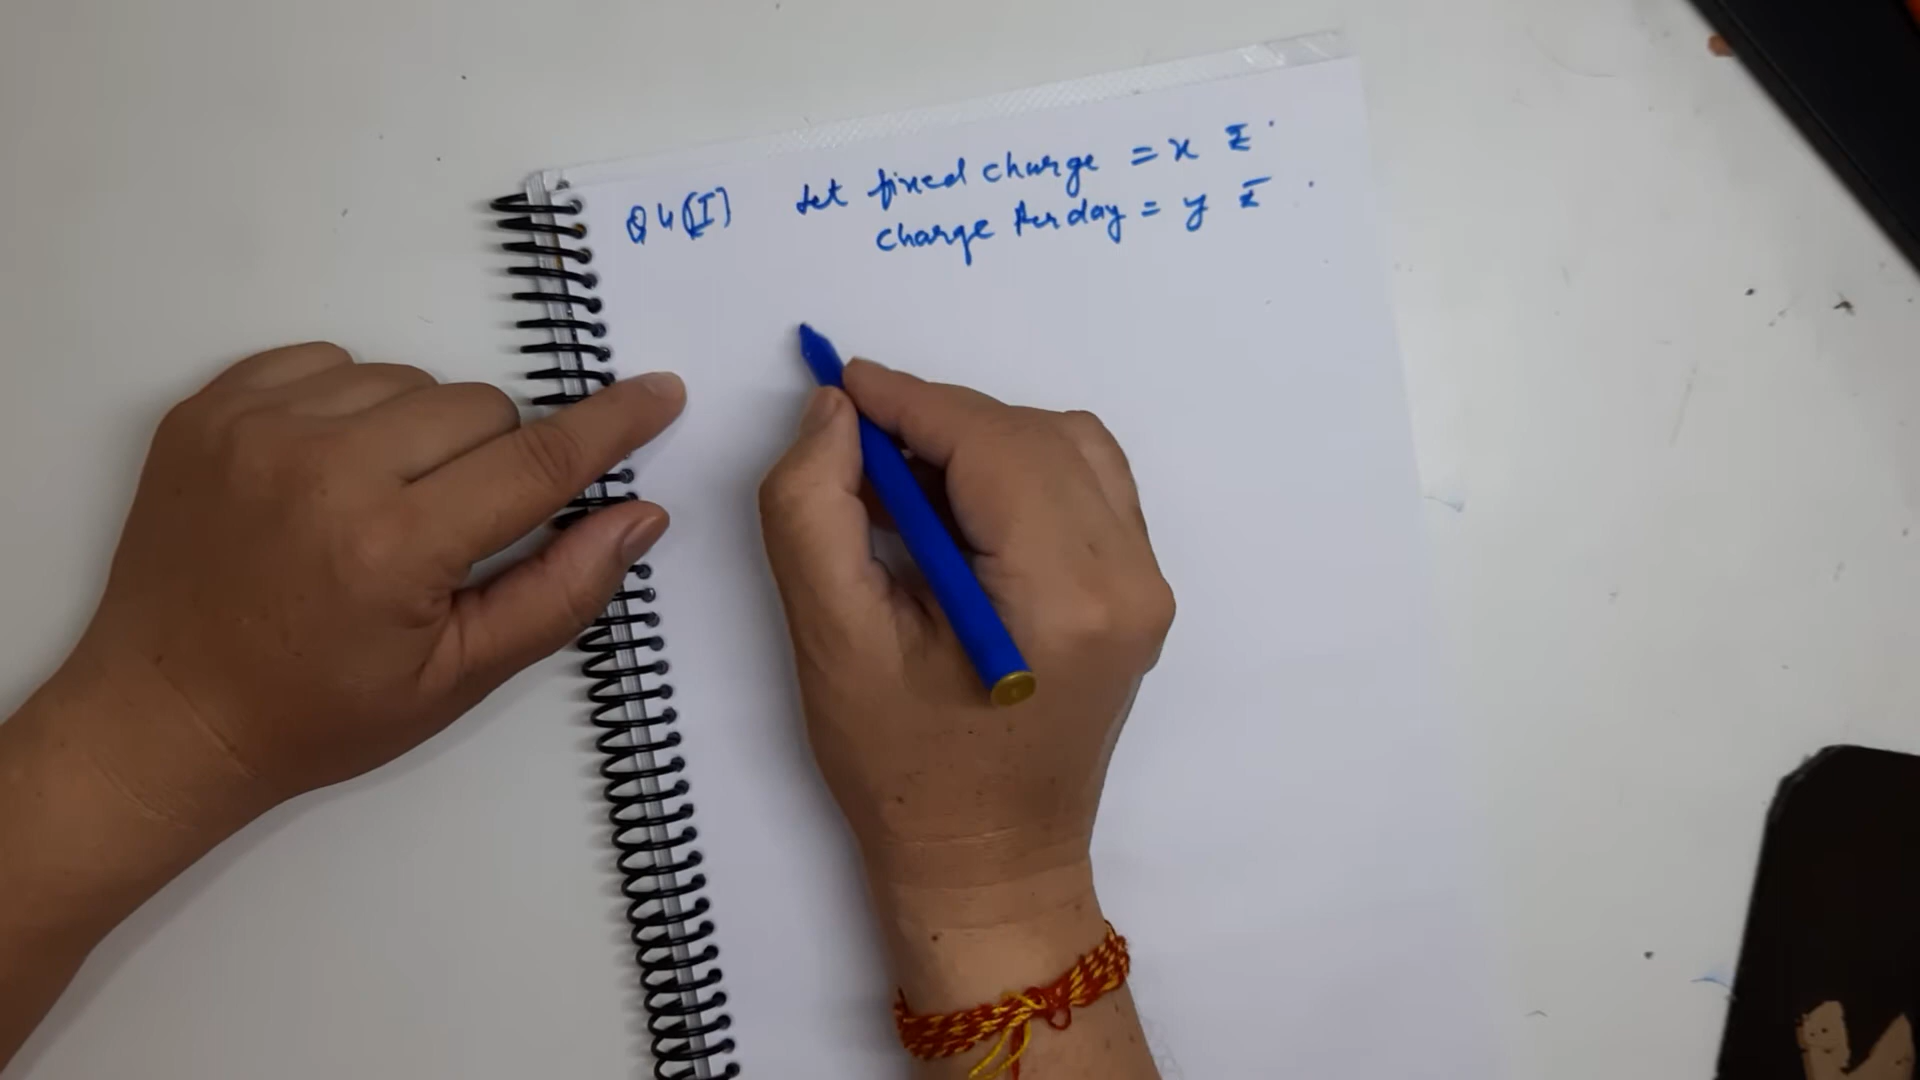 Q4(I) Let fixed charge = x ₹.
charge Per day = y ₹.